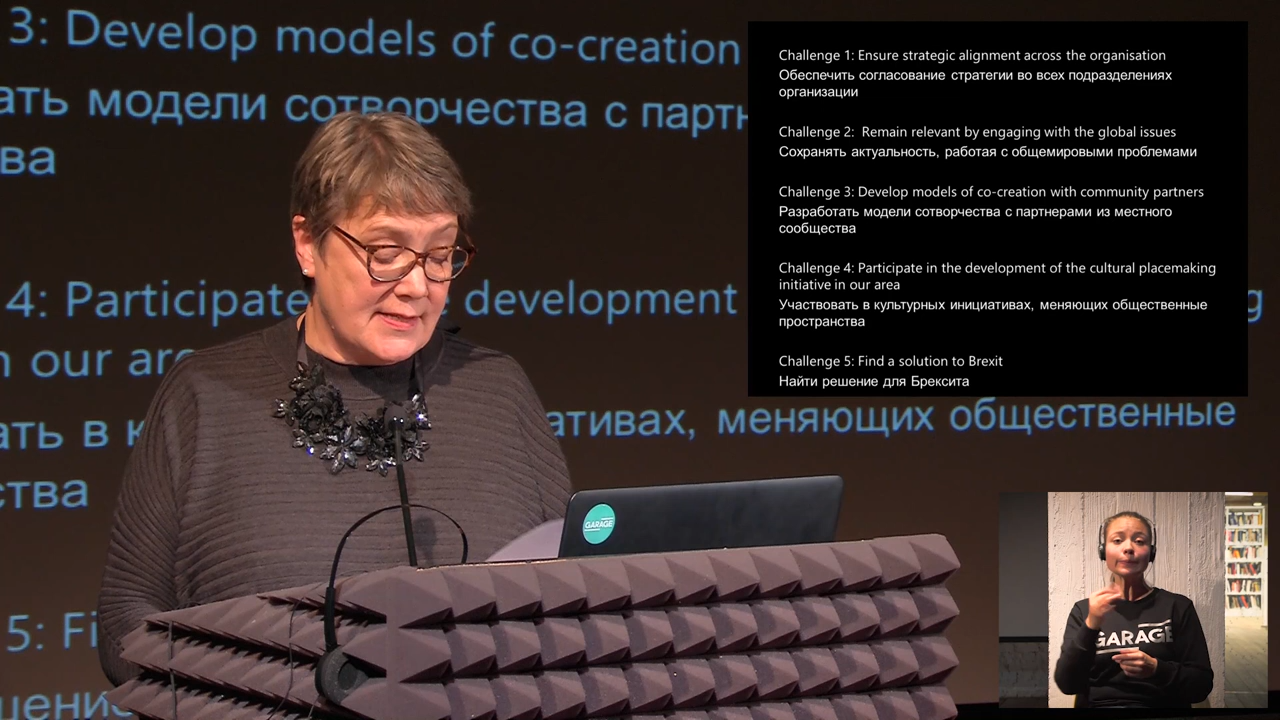 3: Develop models of co-creation
ать модели сотворчества с партн
ва
4: Participate development
our
ать в ативах, меняющих общественные
ства
5: Fi
Challenge 1: Ensure strategic alignment across the organisation
Обеспечить согласование стратегии во всех подразделениях
организации
Challenge 2: Remain relevant by engaging with the global issues
Сохранять актуальность, работая с общемировыми проблемами
Challenge 3: Develop models of co-creation with community partners
Разработать модели сотворчества с партнерами из местного
сообщества
Challenge 4: Participate in the development of the cultural placemaking
initiative in our area
Участвовать в культурных инициативах, меняющих общественные
пространства
Challenge 5: Find a solution to Brexit
Найти решение для Брексита
GARAGE
GARAGE